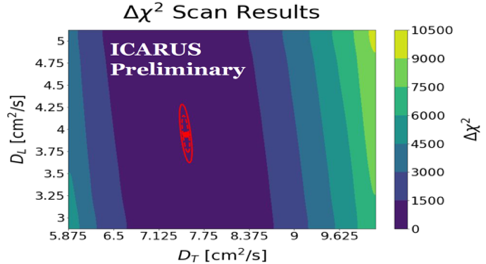 Δχ² Scan Results
ICARUS
Preliminary
5
4.75
4.5
4.25
4
3.75
3.5
3.25
3
D_L [cm²/s]
5.875 6.5 7.125 7.75 8.375 9 9.625
D_T [cm²/s]
10500
9000
7500
6000
4500
3000
1500
0
Δχ²